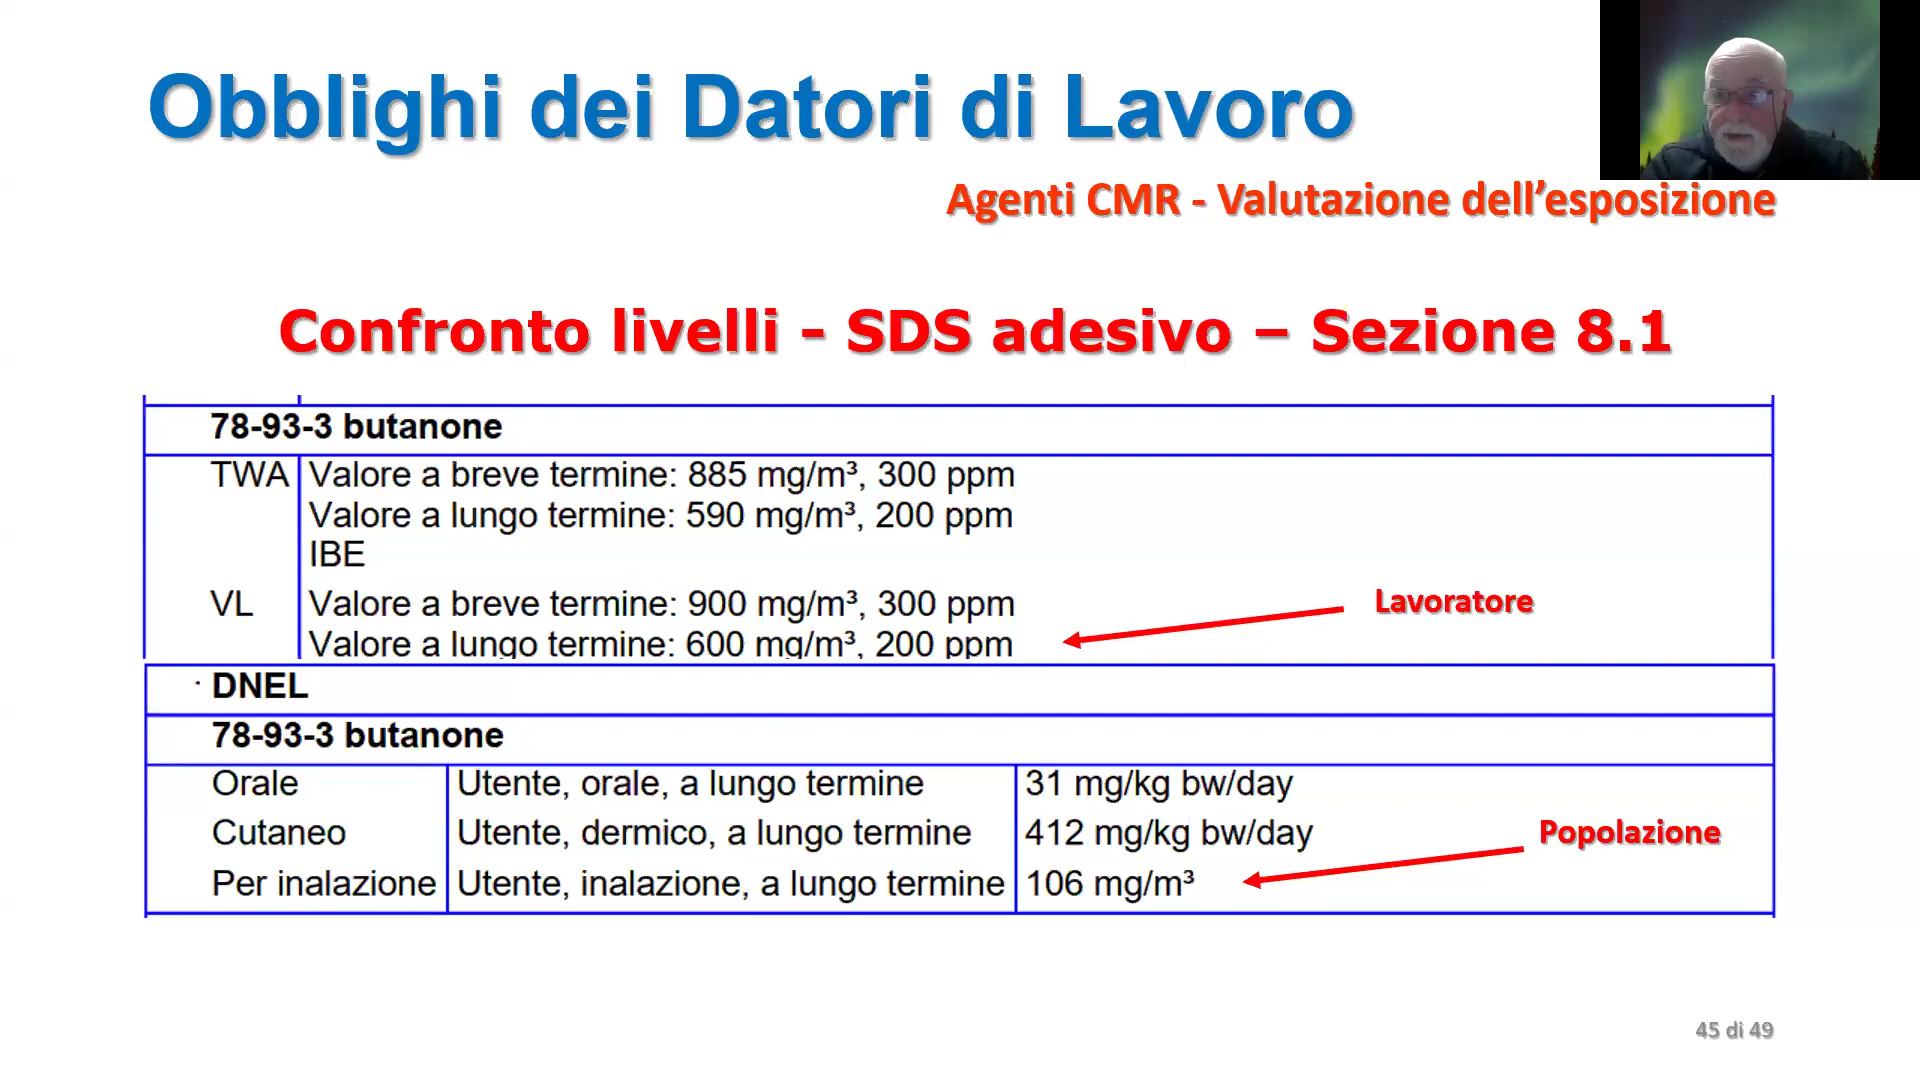 Obblighi dei Datori di Lavoro
Agenti CMR - Valutazione dell’esposizione
Confronto livelli - SDS adesivo – Sezione 8.1
78-93-3 butanone
TWA Valore a breve termine: 885 mg/m³, 300 ppm
Valore a lungo termine: 590 mg/m³, 200 ppm
IBE
VL Valore a breve termine: 900 mg/m³, 300 ppm
Lavoratore
Valore a lungo termine: 600 mg/m³, 200 ppm
· DNEL
78-93-3 butanone
Orale Utente, orale, a lungo termine 31 mg/kg bw/day
Cutaneo Utente, dermico, a lungo termine 412 mg/kg bw/day
Popolazione
Per inalazione Utente, inalazione, a lungo termine 106 mg/m³
45 di 49